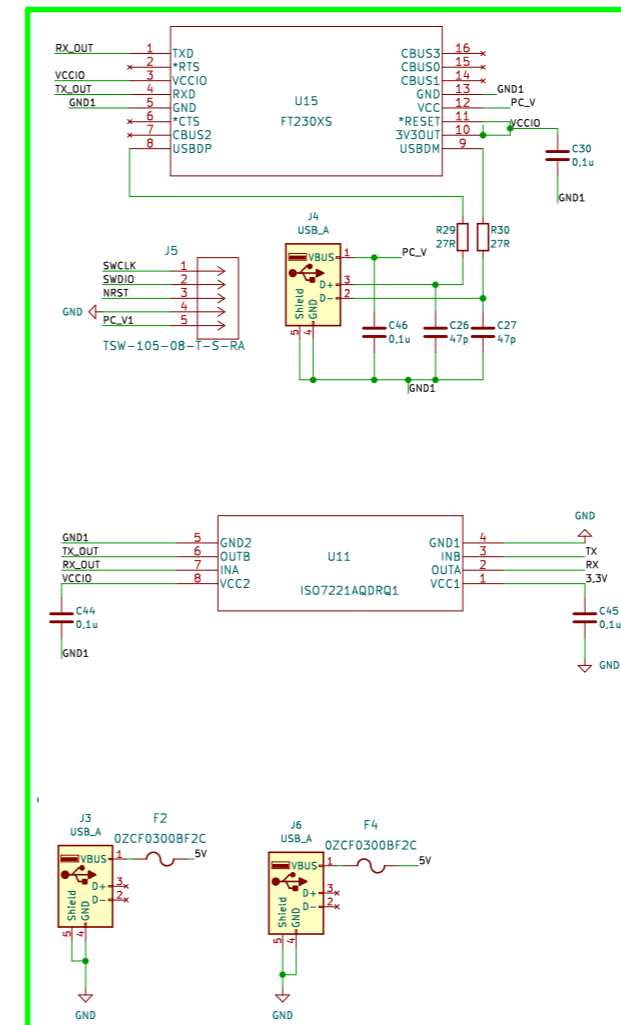 RX_OUT 1 TXD CBUS3 16
2 *RTS CBUS0 15
VCCIO 3 VCCIO CBUS1 14
TX_OUT 4 RXD GND 13 GND1
GND1 5 GND U15 VCC 12 PC_V
6 *CTS FT230XS *RESET 11
7 CBUS2 3V3OUT 10 VCCIO
8 USBDP USBDM 9
C30
0,1u
GND1
J4
USB_A
R29 R30
27R 27R
VBUS 1 PC_V
D+ 3
D- 2
Shield GND
5 4
J5
SWCLK 1
SWDIO 2
NRST 3
GND 4
PC_V1 5
TSW-105-08-T-S-RA
C46 C26 C27
0,1u 47p 47p
GND1
GND
GND1 5 GND2 GND1 4
TX_OUT 6 OUTB U11 INB 3 TX
RX_OUT 7 INA OUTA 2 RX
VCCIO 8 VCC2 ISO7221AQDRQ1 VCC1 1 3,3V
C44 C45
0,1u 0,1u
GND1 GND
J3 F2
USB_A 0ZCF0300BF2C
VBUS 1 5V
D+ 3
D- 2
Shield GND
5 4
GND
J6 F4
USB_A 0ZCF0300BF2C
VBUS 1 5V
D+ 3
D- 2
Shield GND
5 4
GND